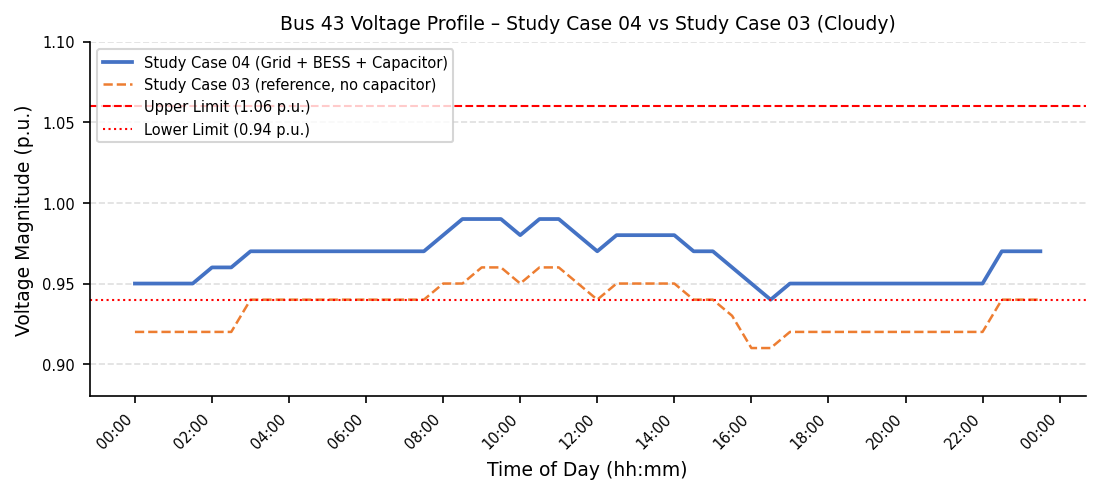 Bus 43 Voltage Profile – Study Case 04 vs Study Case 03 (Cloudy)
Study Case 04 (Grid + BESS + Capacitor)
Study Case 03 (reference, no capacitor)
Upper Limit (1.06 p.u.)
Lower Limit (0.94 p.u.)
Voltage Magnitude (p.u.)
1.10
1.05
1.00
0.95
0.90
00:00
02:00
04:00
06:00
08:00
10:00
12:00
14:00
16:00
18:00
20:00
22:00
00:00
Time of Day (hh:mm)